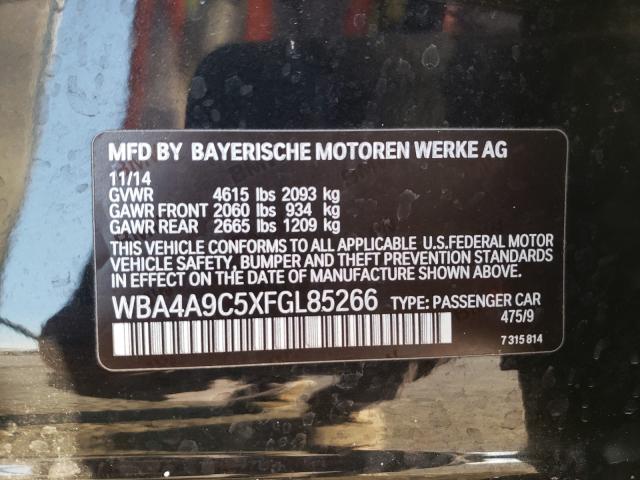 MFD BY BAYERISCHE MOTOREN WERKE AG
11/14
GVWR 4615 lbs 2093 kg
GAWR FRONT 2060 lbs 934 kg
GAWR REAR 2665 lbs 1209 kg
THIS VEHICLE CONFORMS TO ALL APPLICABLE U.S.FEDERAL MOTOR
VEHICLE SAFETY, BUMPER AND THEFT PREVENTION STANDARDS
IN EFFECT ON THE DATE OF MANUFACTURE SHOWN ABOVE.
WBA4A9C5XFGL85266 TYPE: PASSENGER CAR
475/9
7 315 814